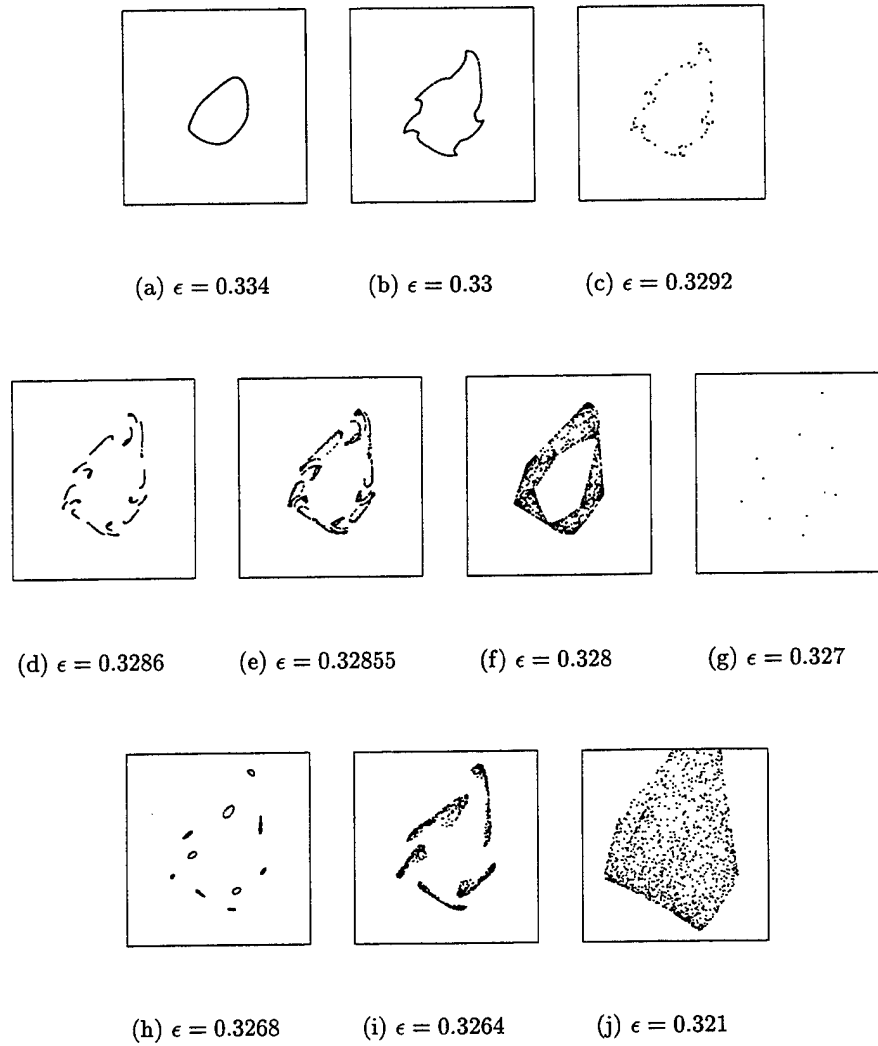 (a) ϵ = 0.334
(b) ϵ = 0.33
(c) ϵ = 0.3292
(d) ϵ = 0.3286
(e) ϵ = 0.32855
(f) ϵ = 0.328
(g) ϵ = 0.327
(h) ϵ = 0.3268
(i) ϵ = 0.3264
(j) ϵ = 0.321